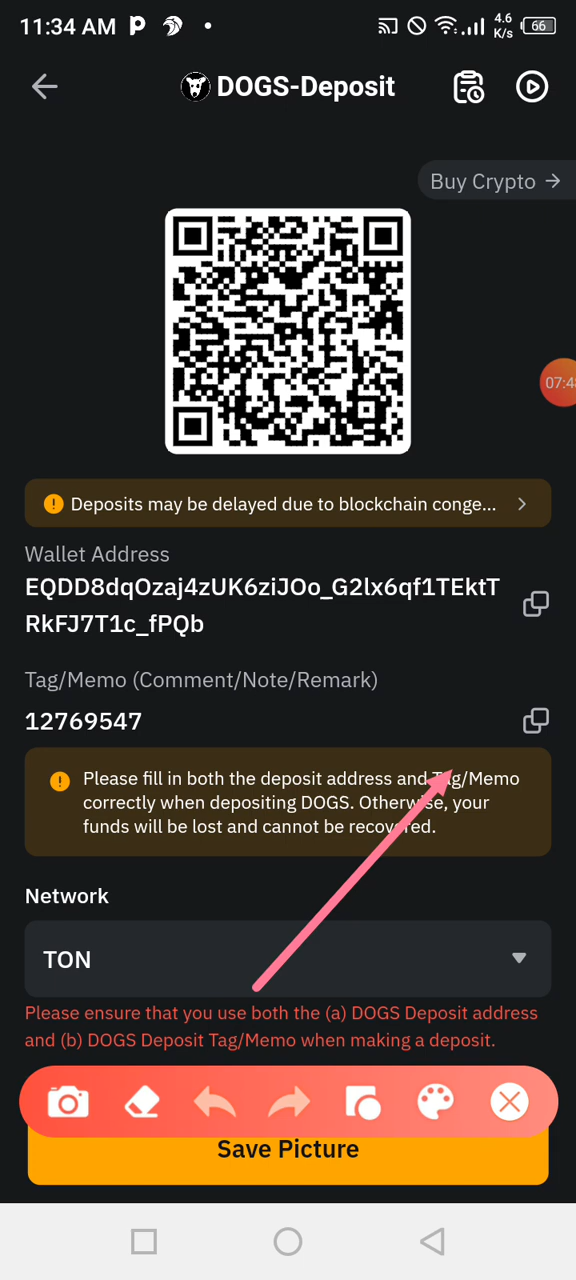 11:34 AM
4.6
K/s
66
DOGS-Deposit
Buy Crypto →
07:48
Deposits may be delayed due to blockchain conge...
Wallet Address
EQDD8dqOzaj4zUK6ziJOo_G2lx6qf1TEktT
RkFJ7T1c_fPQb
Tag/Memo (Comment/Note/Remark)
12769547
Please fill in both the deposit address and Tag/Memo
correctly when depositing DOGS. Otherwise, your
funds will be lost and cannot be recovered.
Network
TON
Please ensure that you use both the (a) DOGS Deposit address
and (b) DOGS Deposit Tag/Memo when making a deposit.
Save Picture